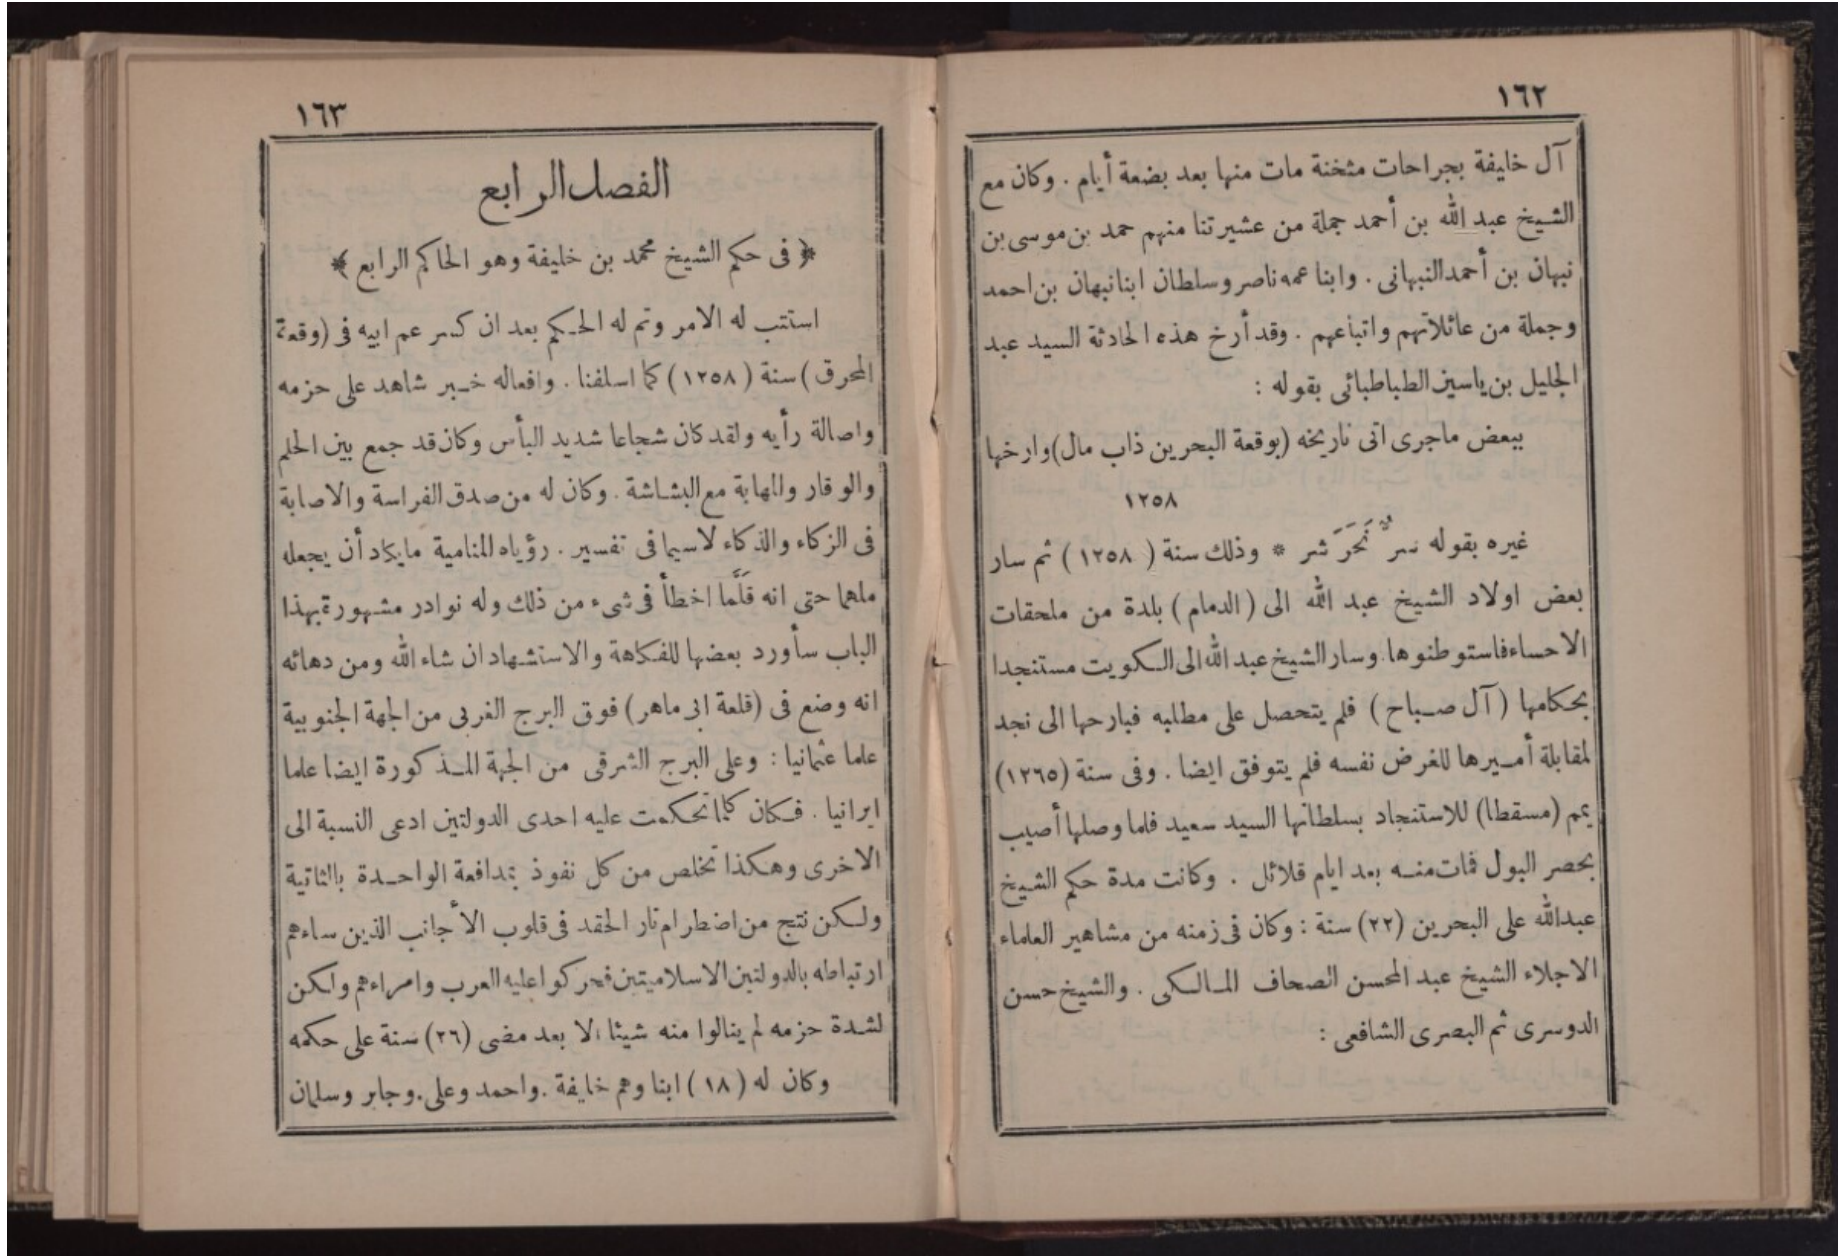 ١٦٢
آل خليفة بجراحات مثخنة مات منها بعد بضعة أيام . وكان مع
الشيخ عبد الله بن أحمد جملة من عشيرتنا منهم حمد بن موسى بن
نبهان بن أحمد النبهانى . وابنا عمه ناصر وسلطان ابنا نبهان بن احمد
وجملة من عائلاتهم واتباعهم . وقد أرخ هذه الحادثة السيد عبد
الجليل بن ياسين الطباطبائى بقوله :
ببعض ماجرى اتى تاريخه (بوقعة البحرين ذاب مال) وارخها
١٢٥٨
غيره بقوله نَحَرَ شر * وذلك سنة ( ١٢٥٨ ) ثم سار
بعض اولاد الشيخ عبد الله الى ( الدمام ) بلدة من ملحقات
الاحساء فاستوطنوها. وسار الشيخ عبد الله الى الكويت مستنجدا
بحكامها ( آل صباح ) فلم يتحصل على مطلبه فبارحها الى نجد
لمقابلة أميرها للغرض نفسه فلم يتوفق ايضا . وفى سنة (١٢٦٥)
يمم (مسقطا) للاستنجاد بسلطانها السيد سعيد فلما وصلها أصيب
بحصر البول فمات منه بعد ايام قلائل . وكانت مدة حكم الشيخ
عبدالله على البحرين (٢٢) سنة : وكان فى زمنه من مشاهير العلماء
الاجلاء الشيخ عبد المحسن الصحاف المالكى . والشيخ حسن
الدوسرى ثم البصرى الشافعى :
١٦٣
الفصل الرابع
﴿ فى حكم الشيخ محمد بن خليفة وهو الحاكم الرابع ﴾
استتب له الامر وتم له الحكم بعد ان كسر عم ابيه فى (وقعة
المحرق) سنة ( ١٢٥٨ ) كما اسلفنا . وافعاله خير شاهد على حزمه
واصالة رأيه ولقد كان شجاعا شديد البأس وكان قد جمع بين الحلم
والوقار والمهابة مع البشاشة . وكان له من صدق الفراسة والاصابة
فى الزكاء والذكاء لاسيما فى تفسير . رؤياه المنامية مايكاد أن يجعله
ملهما حتى انه قَلَّما اخطأ فى شىء من ذلك وله نوادر مشهورة بهذا
الباب سأورد بعضها للفكاهة والاستشهاد ان شاء الله ومن دهائه
انه وضع فى (قلعة ابى ماهر) فوق البرج الغربى من الجهة الجنوبية
علما عثمانيا : وعلى البرج الشرقى من الجهة المذكورة ايضا علما
ايرانيا . فكان كلما تحكمت عليه احدى الدولتين ادعى النسبة الى
الاخرى وهكذا تخلص من كل نفوذ بمدافعة الواحدة بالثانية
ولكن نتج من اضطرام نار الحقد فى قلوب الأجانب الذين ساءهم
ارتباطه بالدولتين الاسلاميتين فحركوا عليه العرب وامراءهم ولكن
لشدة حزمه لم ينالوا منه شيئا الا بعد مضى (٢٦) سنة على حكمه
وكان له ( ١٨ ) ابنا وهم خليفة . واحمد وعلى . وجابر وسلمان